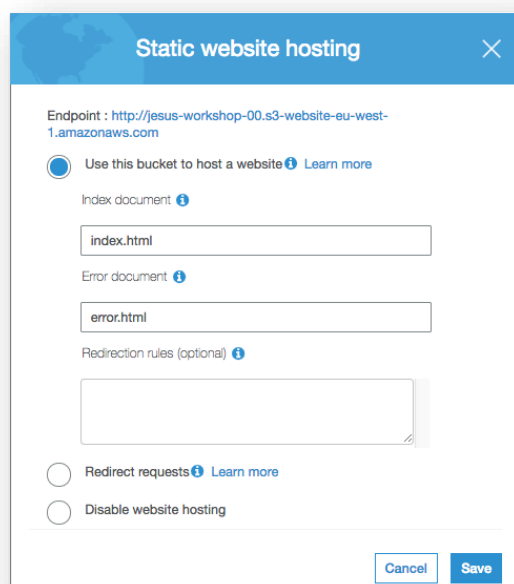 Static website hosting
Endpoint : http://jesus-workshop-00.s3-website-eu-west-
1.amazonaws.com
Use this bucket to host a website Learn more
Index document
index.html
Error document
error.html
Redirection rules (optional)
Redirect requests Learn more
Disable website hosting
Cancel Save